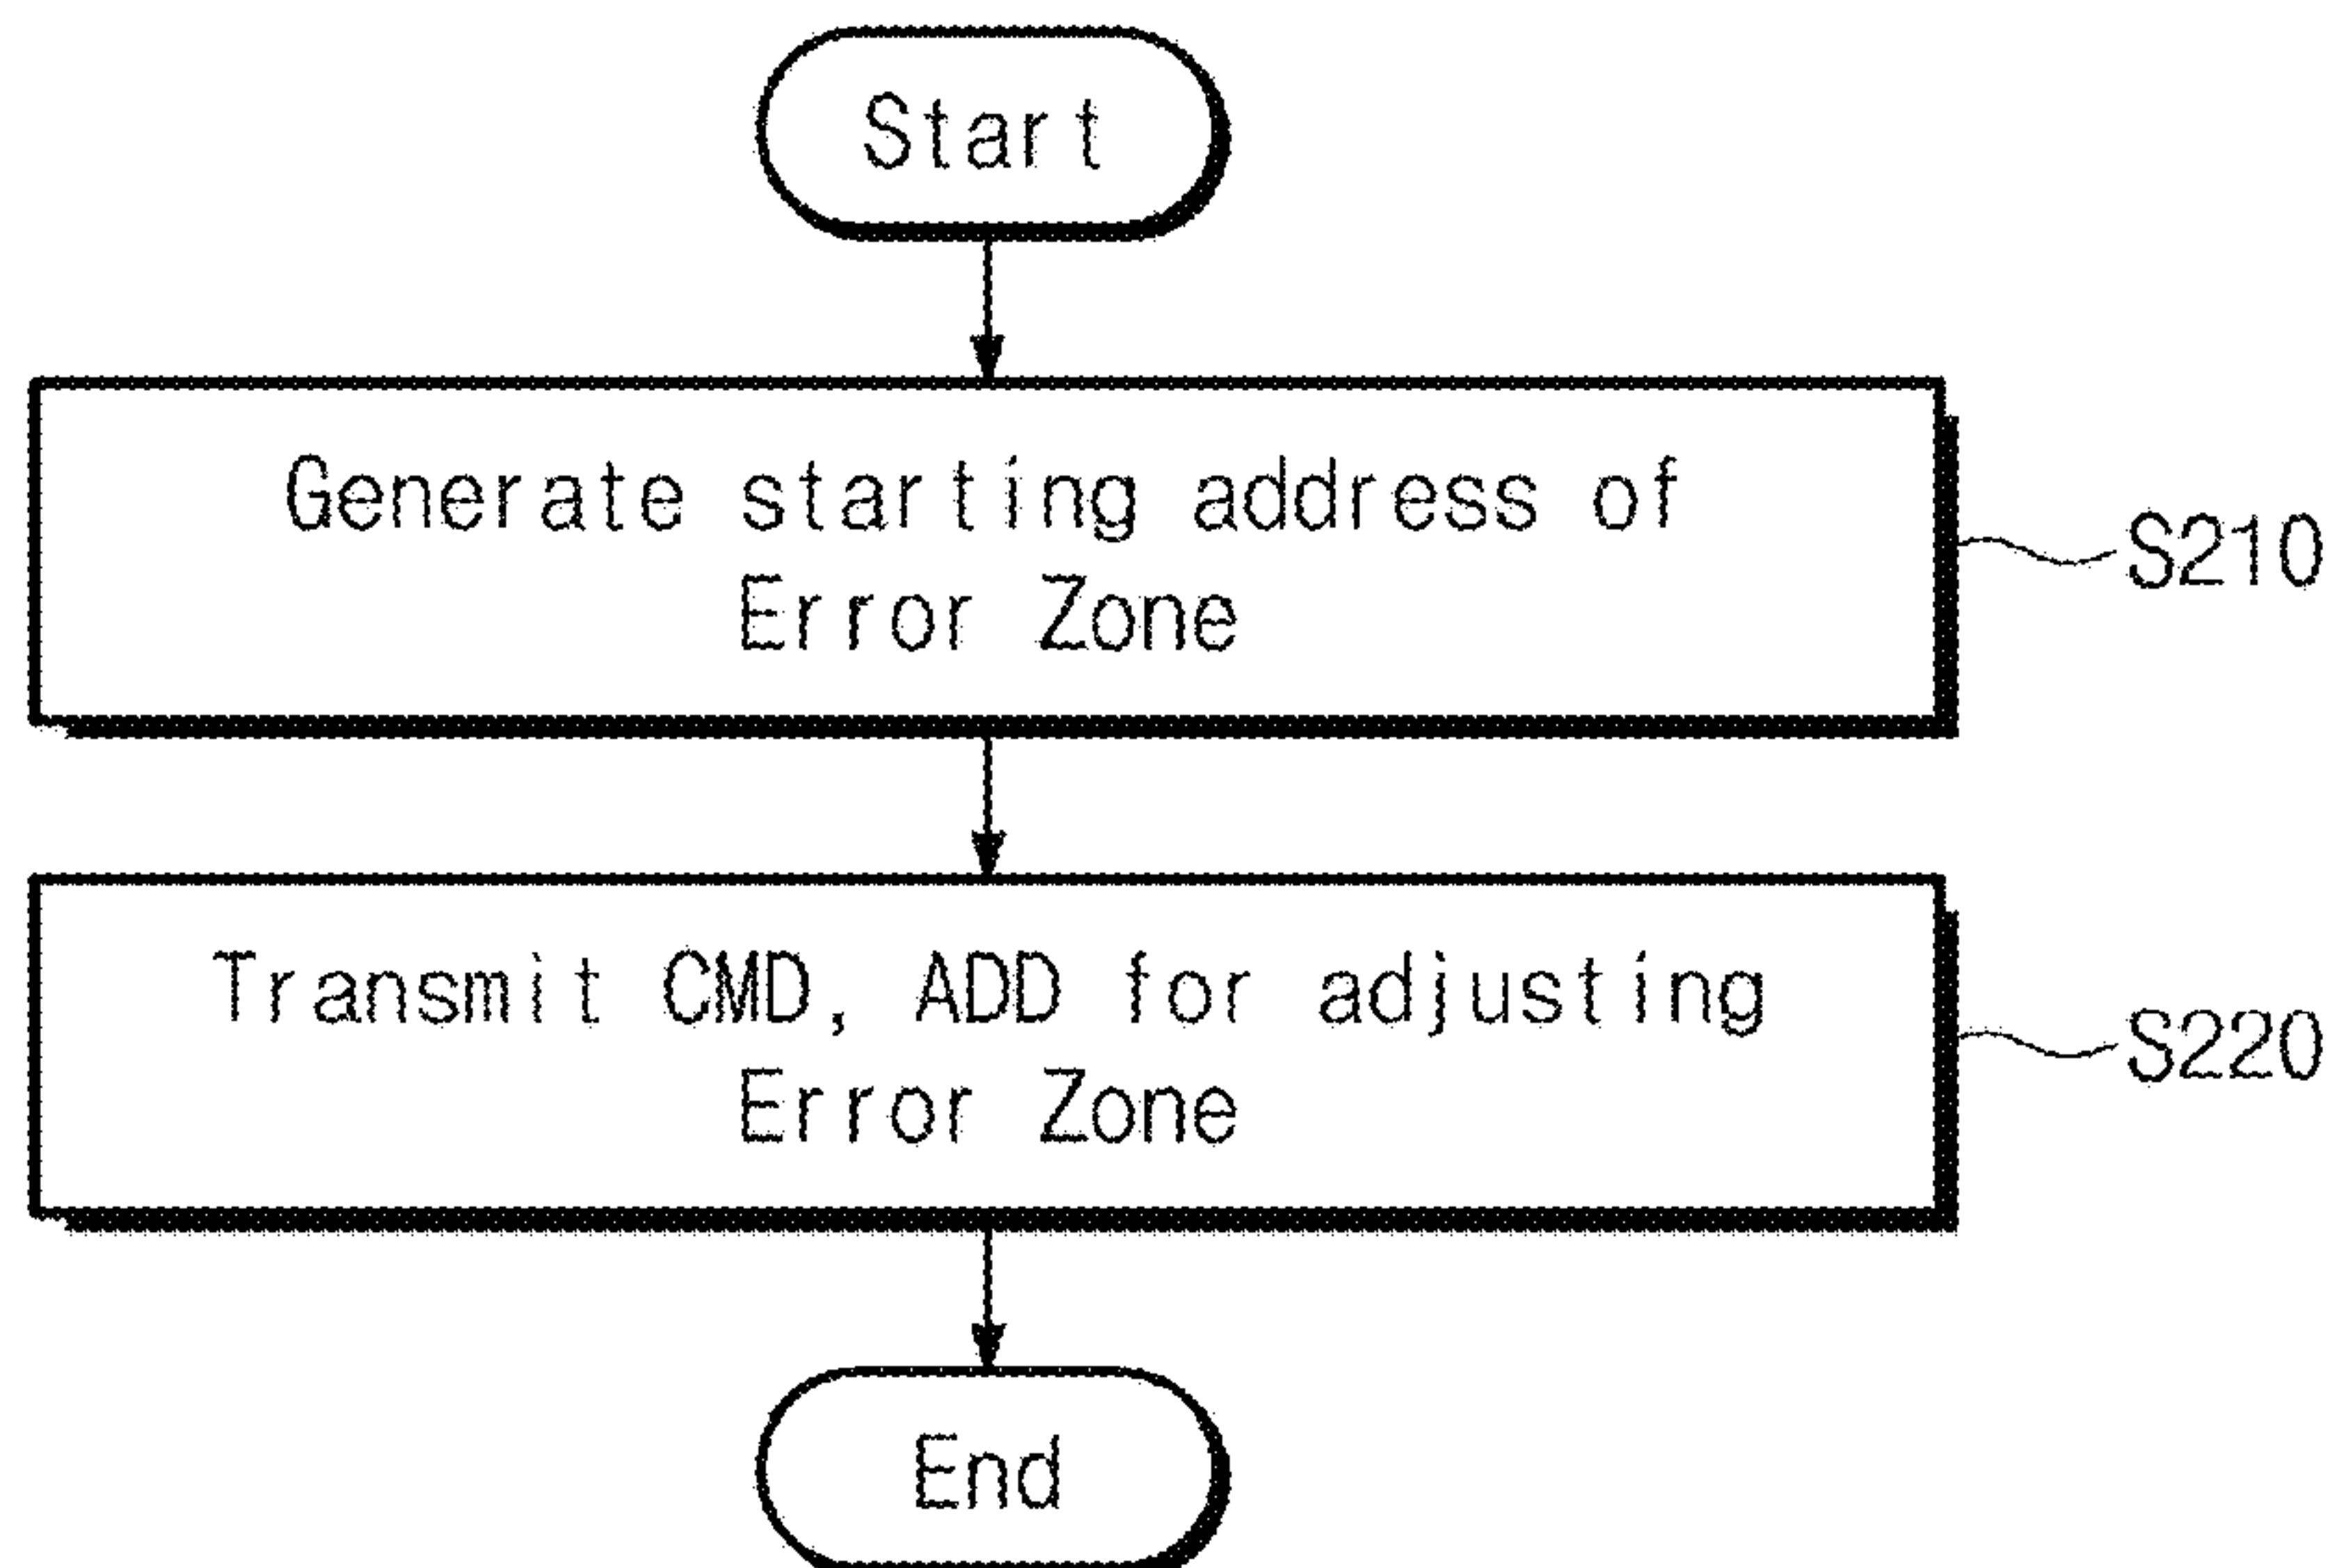 Start
Generate starting address of
Error Zone
S210
Transmit CMD, ADD for adjusting
Error Zone
S220
End